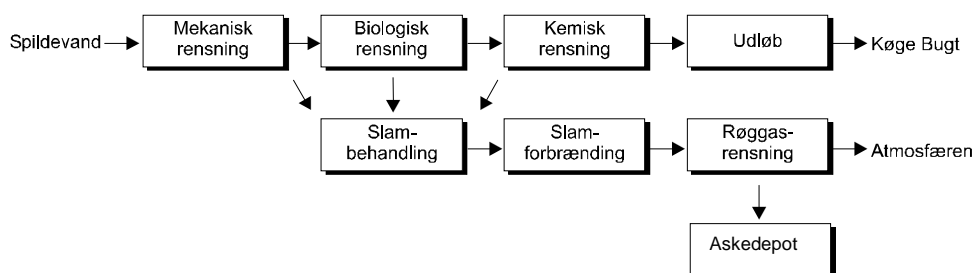 Spildevand
Mekanisk
rensning
Biologisk
rensning
Kemisk
rensning
Udløb
Køge Bugt
Slam-
behandling
Slam-
forbrænding
Røggas-
rensning
Atmosfæren
Askedepot